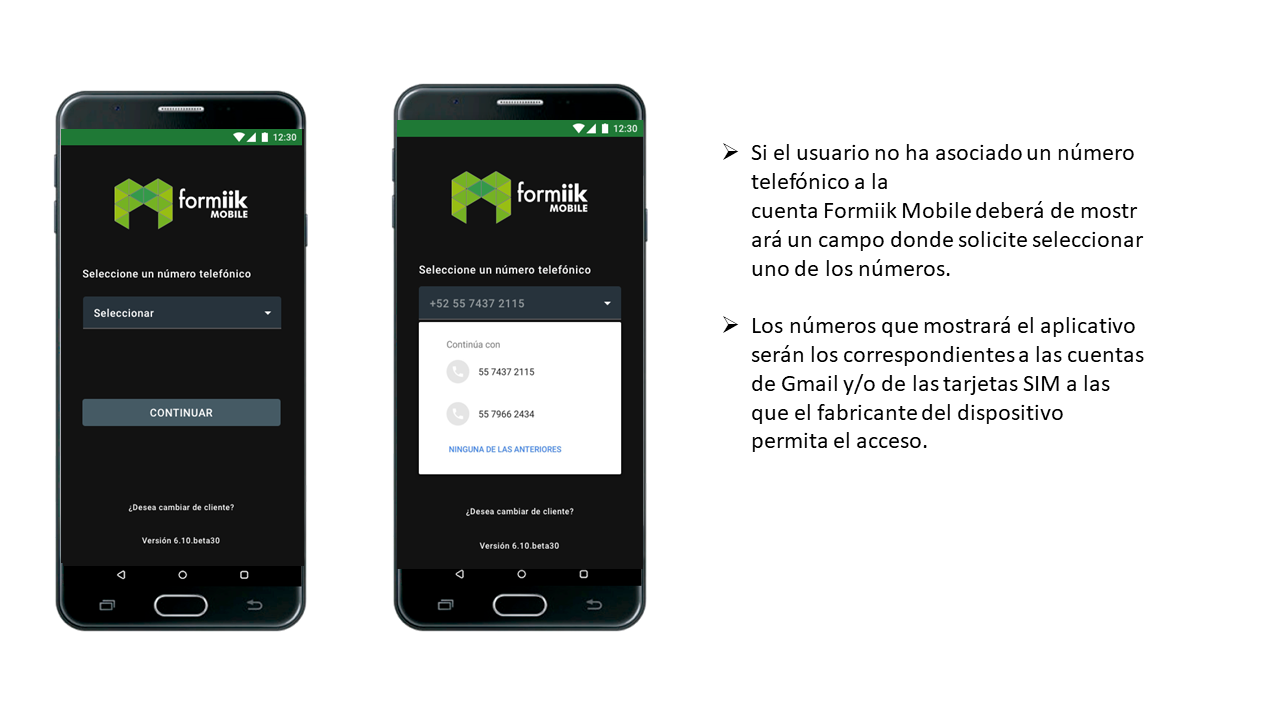 12:30
formiik
MOBILE
Seleccione un número telefónico
Seleccionar
CONTINUAR
¿Desea cambiar de cliente?
Versión 6.10.beta30
12:30
formiik
MOBILE
Seleccione un número telefónico
+52 55 7437 2115
Continúa con
55 7437 2115
55 7966 2434
NINGUNA DE LAS ANTERIORES
¿Desea cambiar de cliente?
Versión 6.10.beta30
Si el usuario no ha asociado un número
telefónico a la
cuenta Formiik Mobile deberá de mostr
ará un campo donde solicite seleccionar
uno de los números.
Los números que mostrará el aplicativo
serán los correspondientes a las cuentas
de Gmail y/o de las tarjetas SIM a las
que el fabricante del dispositivo
permita el acceso.